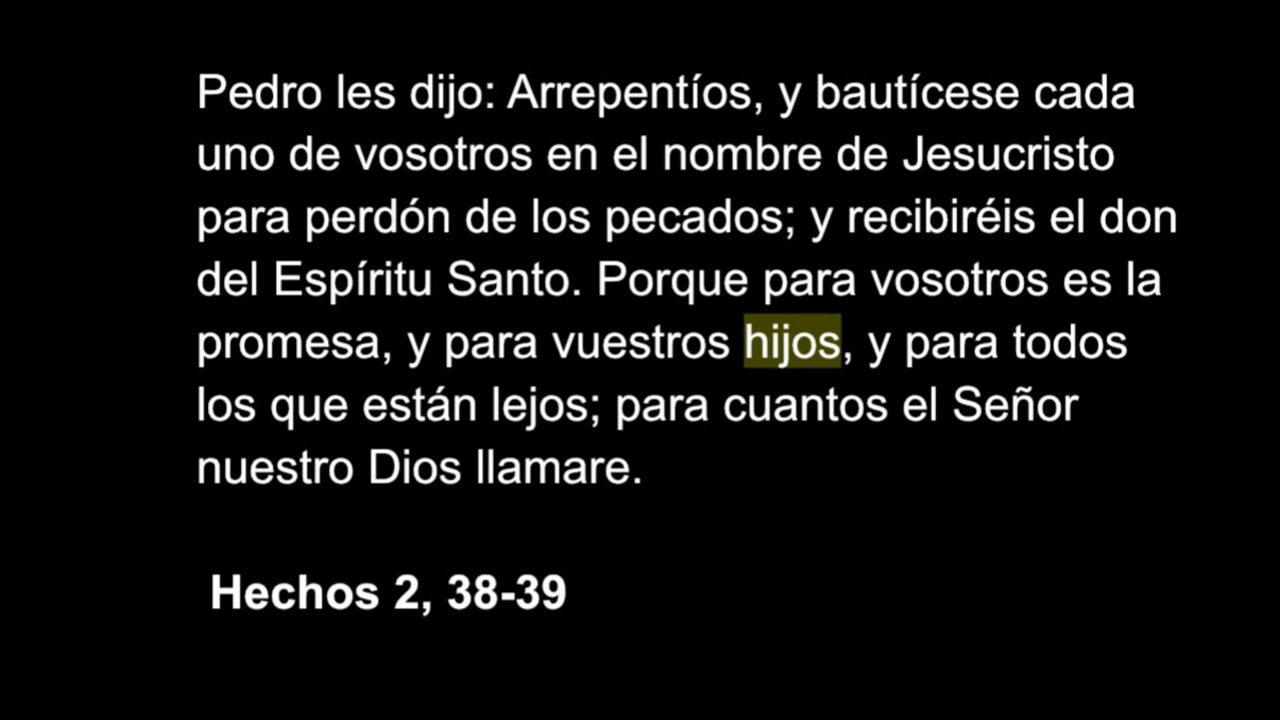 Pedro les dijo: Arrepentíos, y bautícese cada
uno de vosotros en el nombre de Jesucristo
para perdón de los pecados; y recibiréis el don
del Espíritu Santo. Porque para vosotros es la
promesa, y para vuestros hijos, y para todos
los que están lejos; para cuantos el Señor
nuestro Dios llamare.
Hechos 2, 38-39